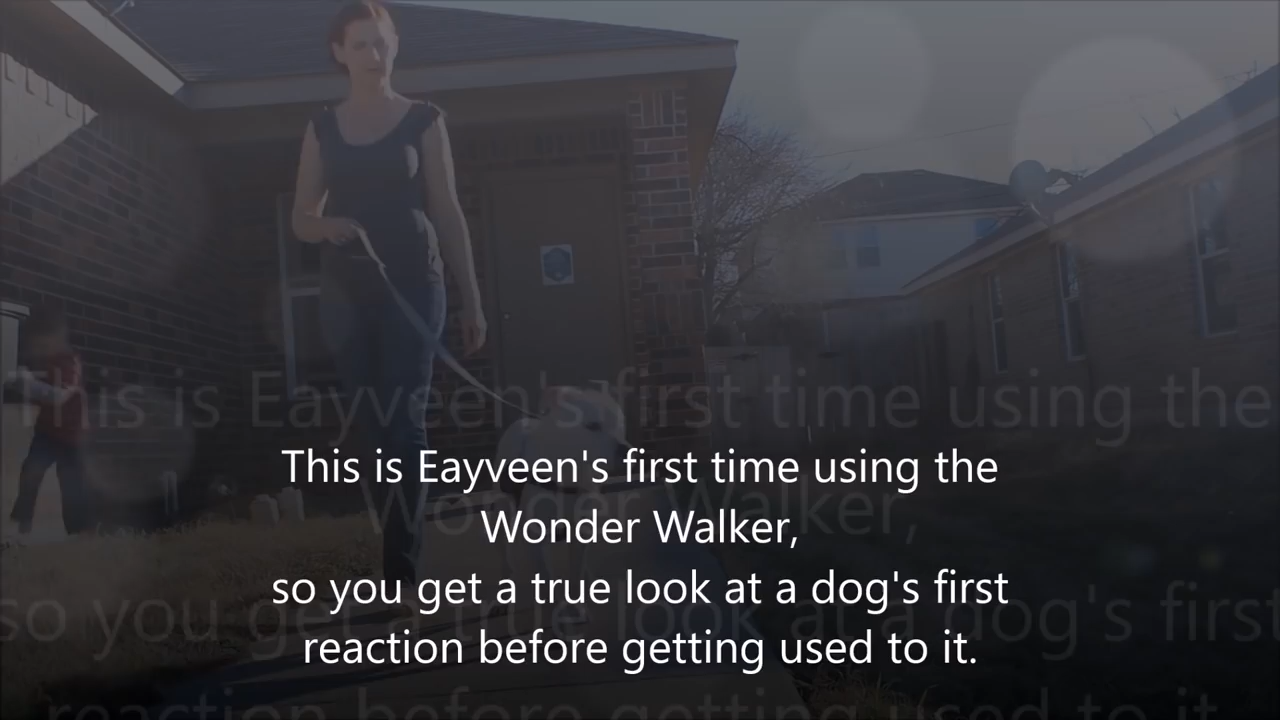 This is Eayveen's first time using the
Wonder Walker,
so you get a true look at a dog's first
reaction before getting used to it.